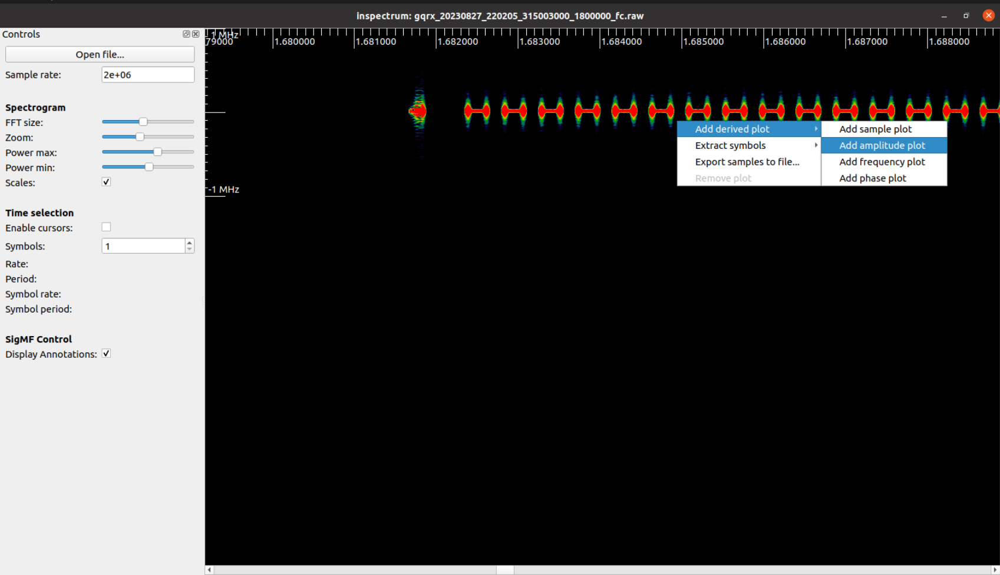 inspectrum: gqrx_20230827_220205_315003000_1800000_fc.raw
Controls
Open file...
Sample rate: 2e+06
Spectrogram
FFT size:
Zoom:
Power max:
Power min:
Scales:
Time selection
Enable cursors:
Symbols: 1
Rate:
Period:
Symbol rate:
Symbol period:
SigMF Control
Display Annotations:
1 MHz
79000 1.680000 1.681000 1.682000 1.683000 1.684000 1.685000 1.686000 1.687000 1.688000
-1 MHz
Add derived plot
Extract symbols
Export samples to file...
Remove plot
Add sample plot
Add amplitude plot
Add frequency plot
Add phase plot